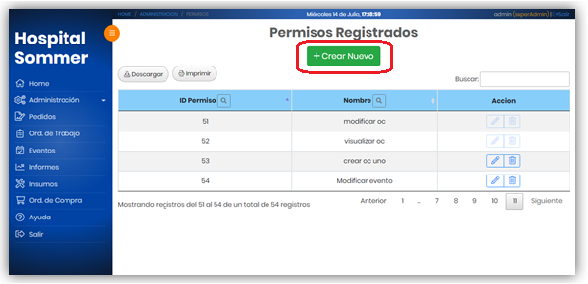 HOME / ADMINISTRACION / PERMISOS
Miércoles 14 de Julio, 17:18:59
admin (superAdmin) | Salir
Hospital
Sommer
Home
Administración
Pedidos
Ord. de Trabajo
Eventos
Informes
Insumos
Ord. de Compra
Ayuda
Salir
Permisos Registrados
+ Crear Nuevo
Descargar
Imprimir
Buscar:
ID Permiso Nombre Accion
51 modificar oc
52 visualizar oc
53 crear oc uno
54 Modificar evento
Mostrando registros del 51 al 54 de un total de 54 registros
Anterior 1 ... 7 8 9 10 11 Siguiente